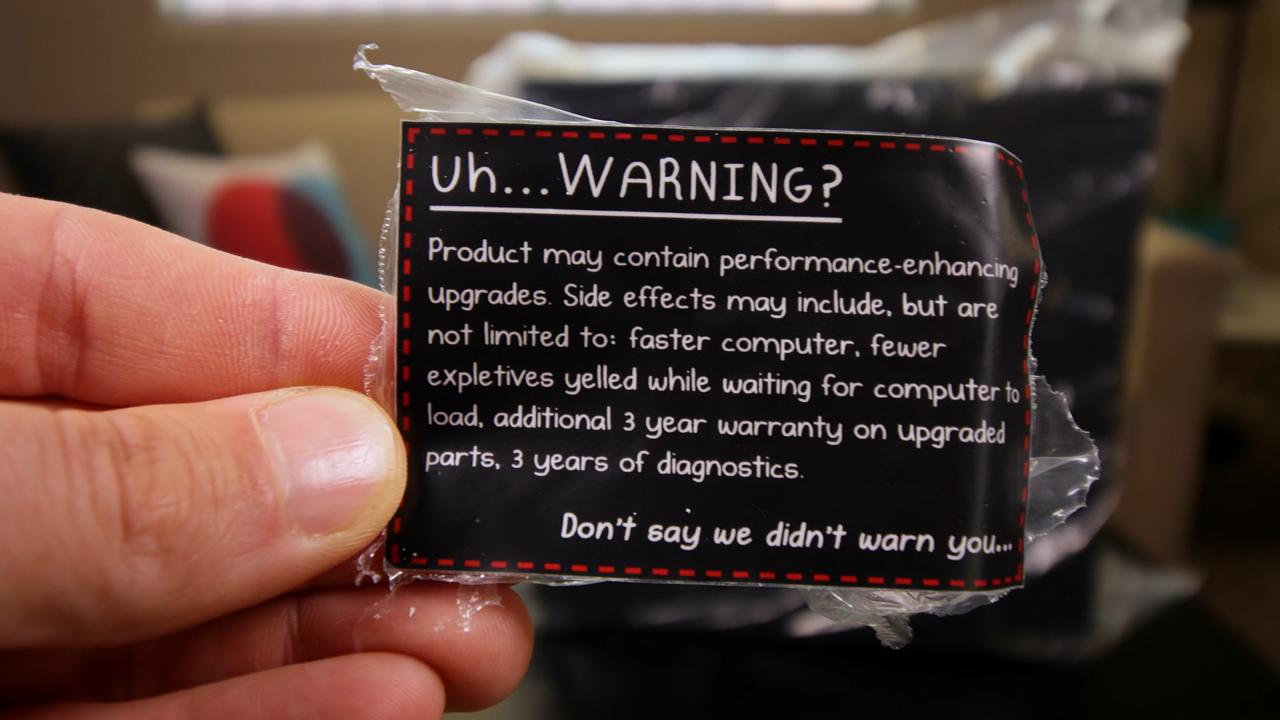 Uh...WARNING?
Product may contain performance-enhancing
upgrades. Side effects may include, but are
not limited to: faster computer, fewer
expletives yelled while waiting for computer to
load, additional 3 year warranty on upgraded
parts, 3 years of diagnostics.
Don't say we didn't warn you...